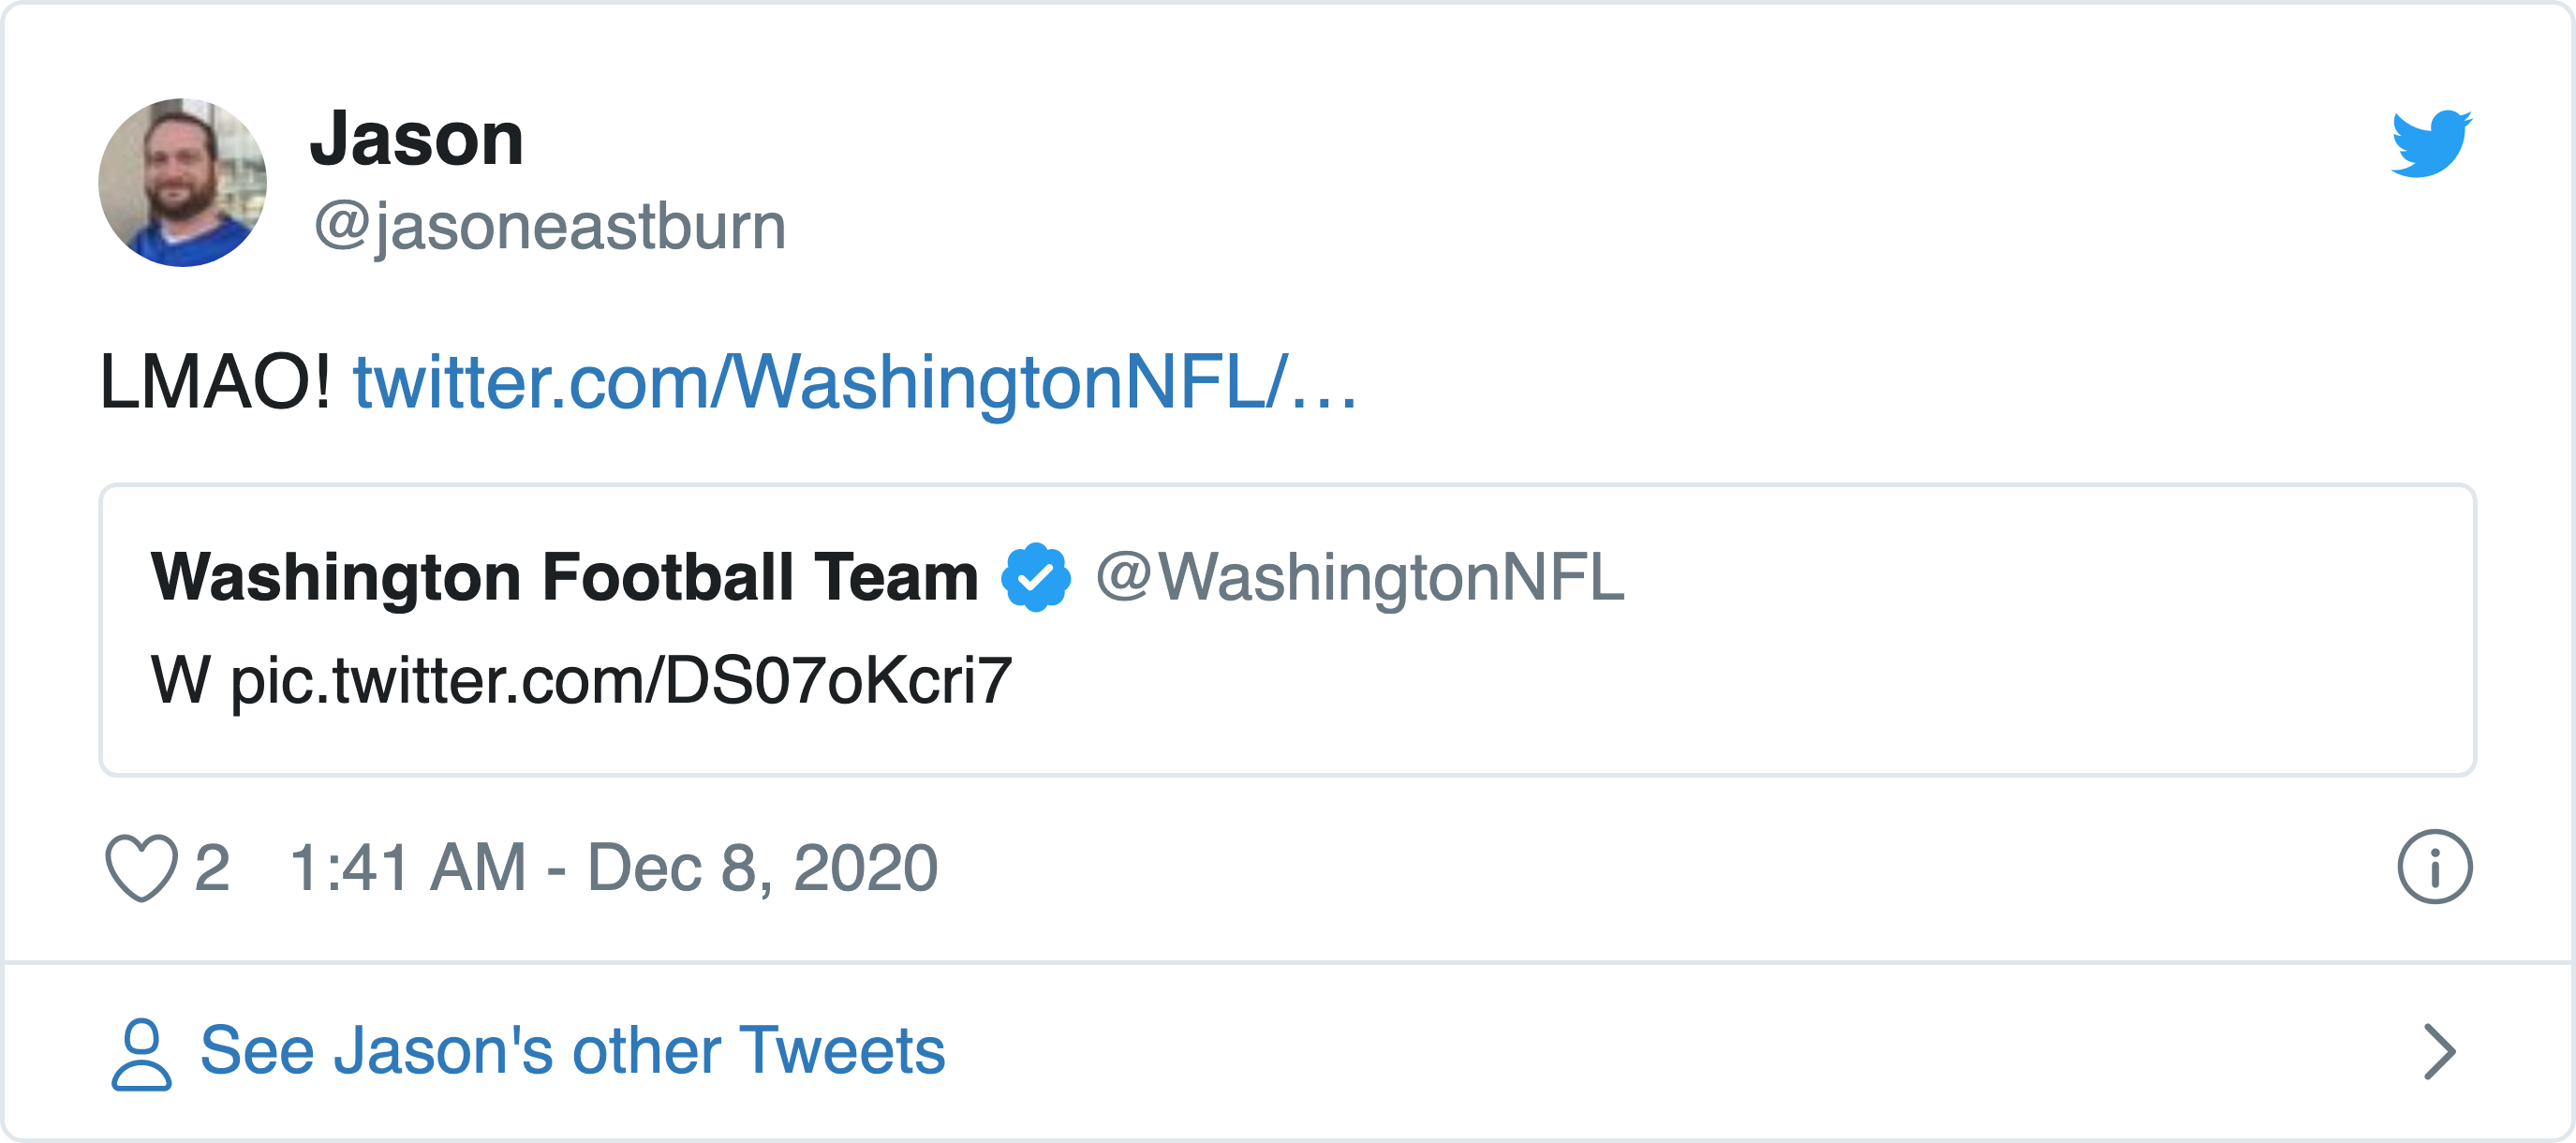 Jason
@jasoneastburn
LMAO! twitter.com/WashingtonNFL/…
Washington Football Team @WashingtonNFL
W pic.twitter.com/DS07oKcri7
2 1:41 AM - Dec 8, 2020
See Jason's other Tweets